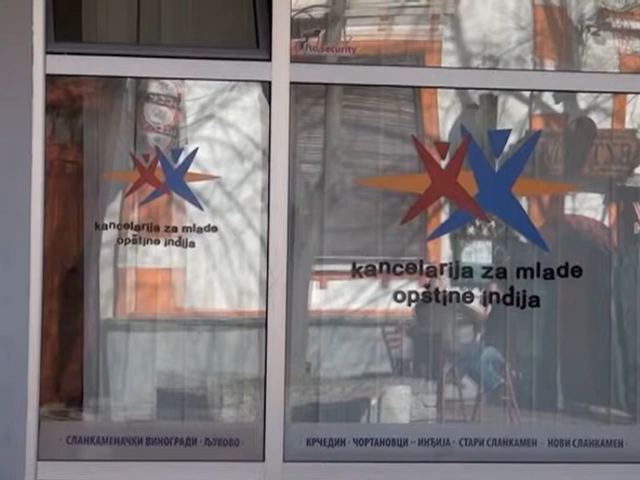 security
kancelarija za mlade
opštine inđija
kancelarija za mlade
opštine inđija
· СЛАНКАМЕНАЧКИ ВИНОГРАДИ · ЉУКОВО ·
· КРЧЕДИН · ЧОРТАНОВЦИ · ИНЂИЈА · СТАРИ СЛАНКАМЕН · НОВИ СЛАНКАМЕН ·